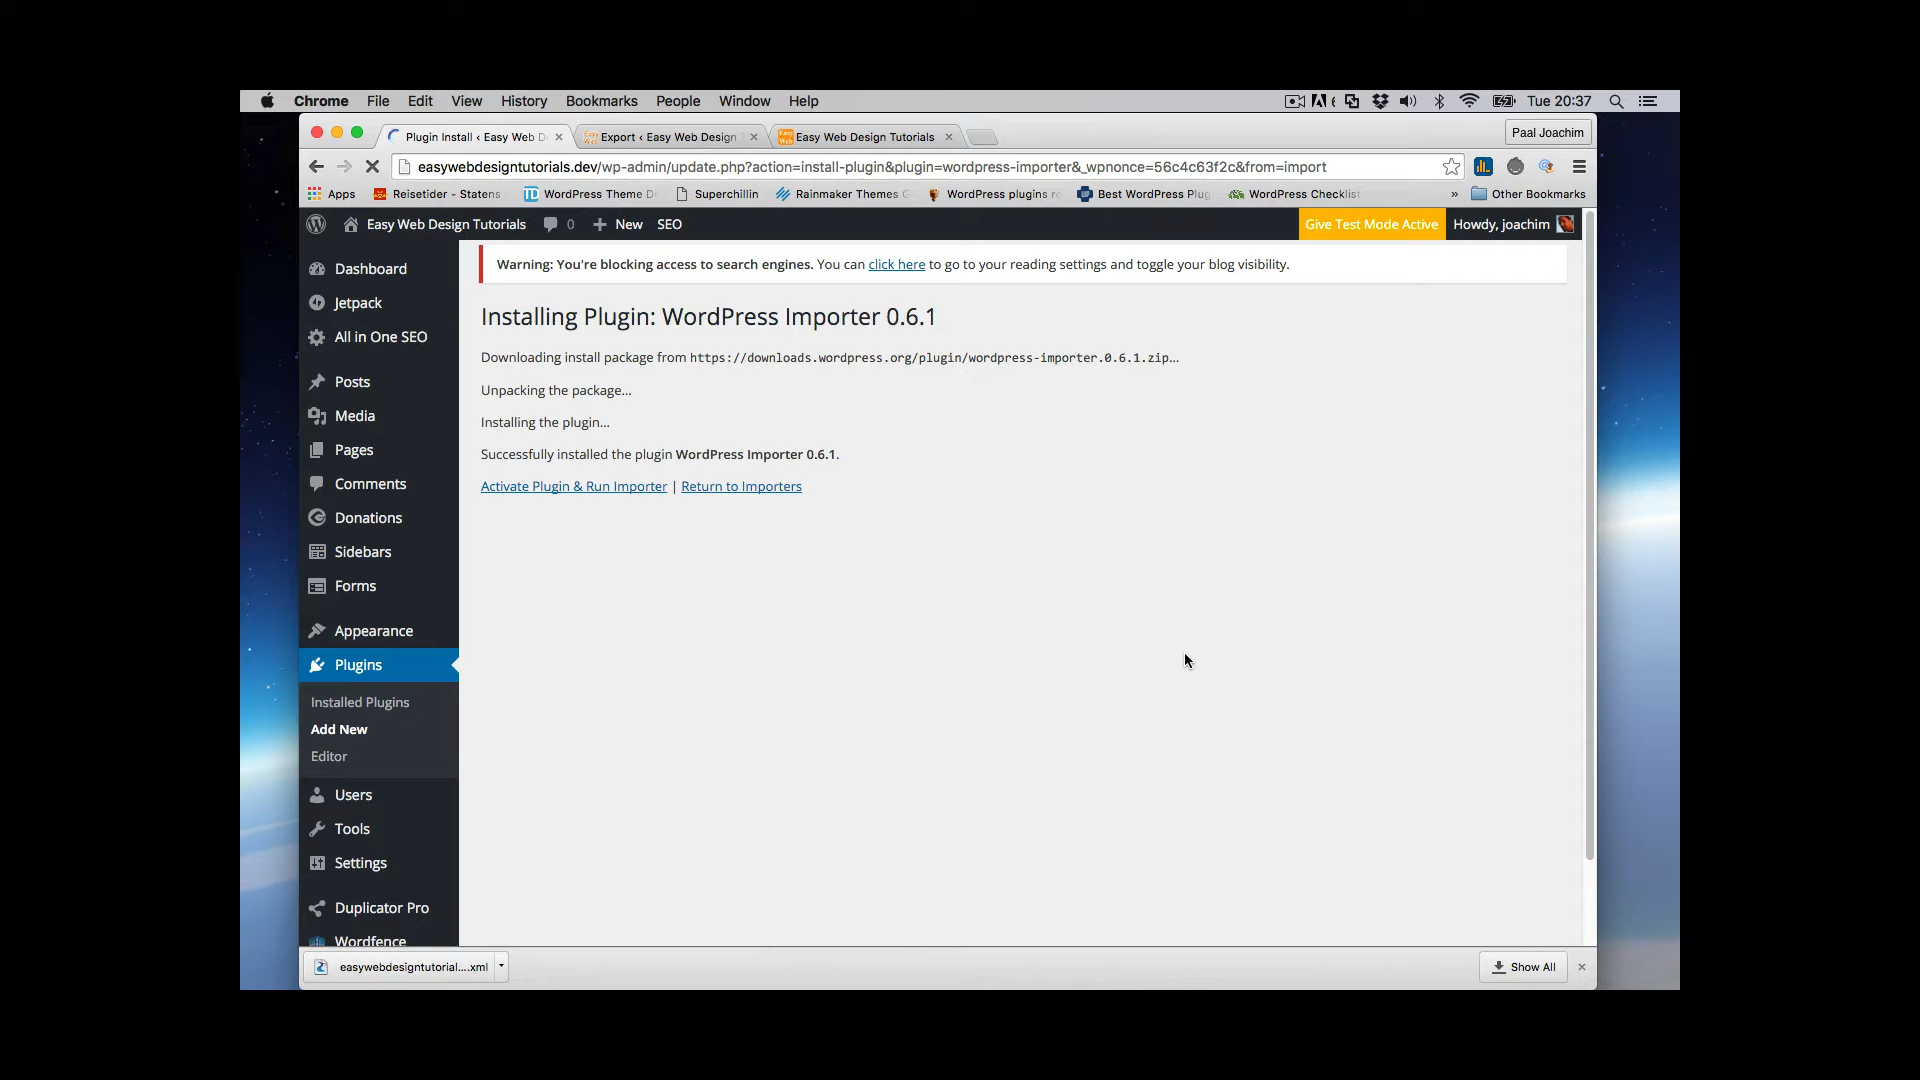 Chrome File Edit View History Bookmarks People Window Help Tue 20:37
Plugin Install ‹ Easy Web D Export ‹ Easy Web Design Easy Web Design Tutorials Paal Joachim
easywebdesigntutorials.dev/wp-admin/update.php?action=install-plugin&plugin=wordpress-importer&_wpnonce=56c4c63f2c&from=import
Apps Reisetider - Statens WordPress Theme De Superchillin Rainmaker Themes WordPress plugins Best WordPress Plug WordPress Checklist » Other Bookmarks
Easy Web Design Tutorials 0 New SEO Give Test Mode Active Howdy, joachim
Warning: You're blocking access to search engines. You can click here to go to your reading settings and toggle your blog visibility.
Dashboard
Jetpack
All in One SEO
Posts
Media
Pages
Comments
Donations
Sidebars
Forms
Appearance
Plugins
Installed Plugins
Add New
Editor
Users
Tools
Settings
Duplicator Pro
Wordfence
Installing Plugin: WordPress Importer 0.6.1
Downloading install package from https://downloads.wordpress.org/plugin/wordpress-importer.0.6.1.zip…
Unpacking the package…
Installing the plugin…
Successfully installed the plugin WordPress Importer 0.6.1.
Activate Plugin & Run Importer | Return to Importers
easywebdesigntutorial....xml Show All